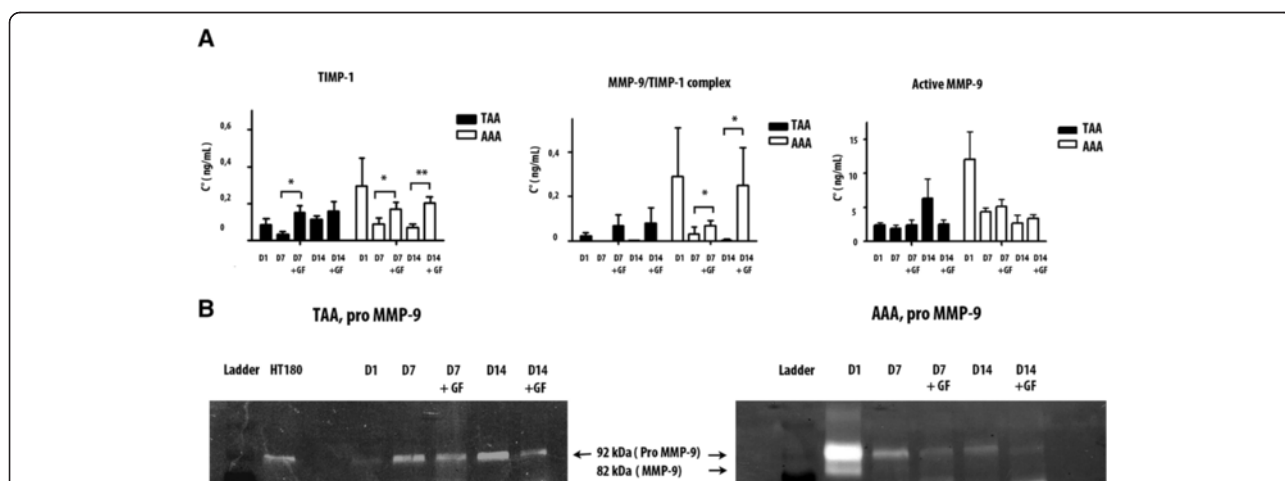 A
TIMP-1
MMP-9/TIMP-1 complex
Active MMP-9
C° ( ng/mL)
0,6
0,4
0,2
0
TAA
AAA
*
*
**
D1 D7 D7 +GF D14 D14 +GF D1 D7 D7 +GF D14 D14 + GF
C° ( ng/mL)
0,4
0,2
0
TAA
AAA
*
*
D1 D7 D7 +GF D14 D14 +GF D1 D7 D7 +GF D14 D14 +GF
C° ( ng/mL)
15
10
5
0
TAA
AAA
D1 D7 D7 +GF D14 D14 +GF D1 D7 D7 +GF D14 D14 +GF
B
TAA, pro MMP-9
AAA, pro MMP-9
Ladder HT180 D1 D7 D7 + GF D14 D14 +GF
Ladder D1 D7 D7 + GF D14 D14 +GF
92 kDa ( Pro MMP-9)
82 kDa ( MMP-9)